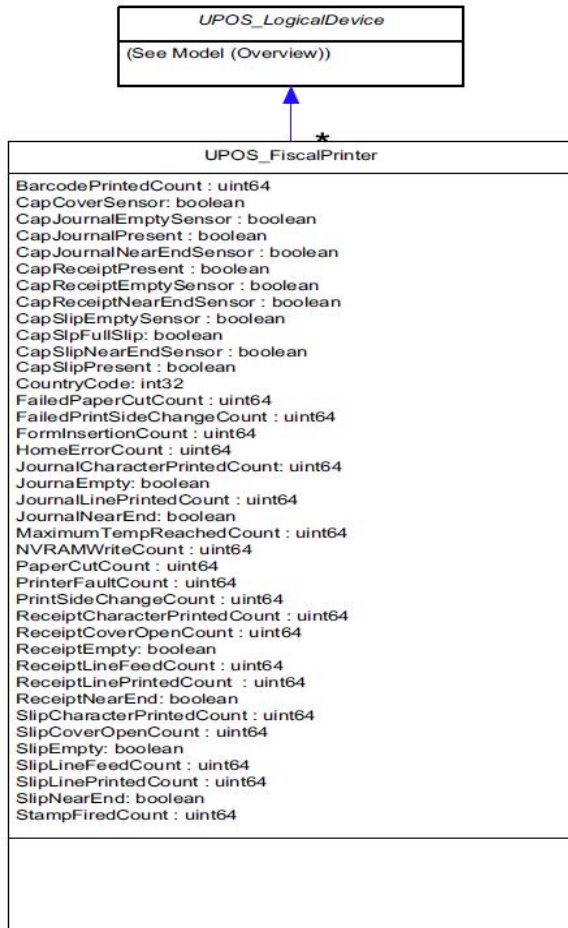 UPOS_LogicalDevice
(See Model (Overview))
*
UPOS_FiscalPrinter
BarcodePrintedCount : uint64
CapCoverSensor: boolean
CapJournalEmptySensor : boolean
CapJournalPresent : boolean
CapJournalNearEndSensor : boolean
CapReceiptPresent : boolean
CapReceiptEmptySensor : boolean
CapReceiptNearEndSensor : boolean
CapSlipEmptySensor : boolean
CapSlpFullSlip: boolean
CapSlipNearEndSensor : boolean
CapSlipPresent : boolean
CountryCode: int32
FailedPaperCutCount : uint64
FailedPrintSideChangeCount : uint64
FormInsertionCount : uint64
HomeErrorCount : uint64
JournalCharacterPrintedCount: uint64
JournaEmpty: boolean
JournalLinePrintedCount : uint64
JournalNearEnd: boolean
MaximumTempReachedCount : uint64
NVRAMWriteCount : uint64
PaperCutCount : uint64
PrinterFaultCount : uint64
PrintSideChangeCount : uint64
ReceiptCharacterPrintedCount : uint64
ReceiptCoverOpenCount : uint64
ReceiptEmpty: boolean
ReceiptLineFeedCount : uint64
ReceiptLinePrintedCount : uint64
ReceiptNearEnd: boolean
SlipCharacterPrintedCount : uint64
SlipCoverOpenCount : uint64
SlipEmpty: boolean
SlipLineFeedCount : uint64
SlipLinePrintedCount : uint64
SlipNearEnd: boolean
StampFiredCount : uint64